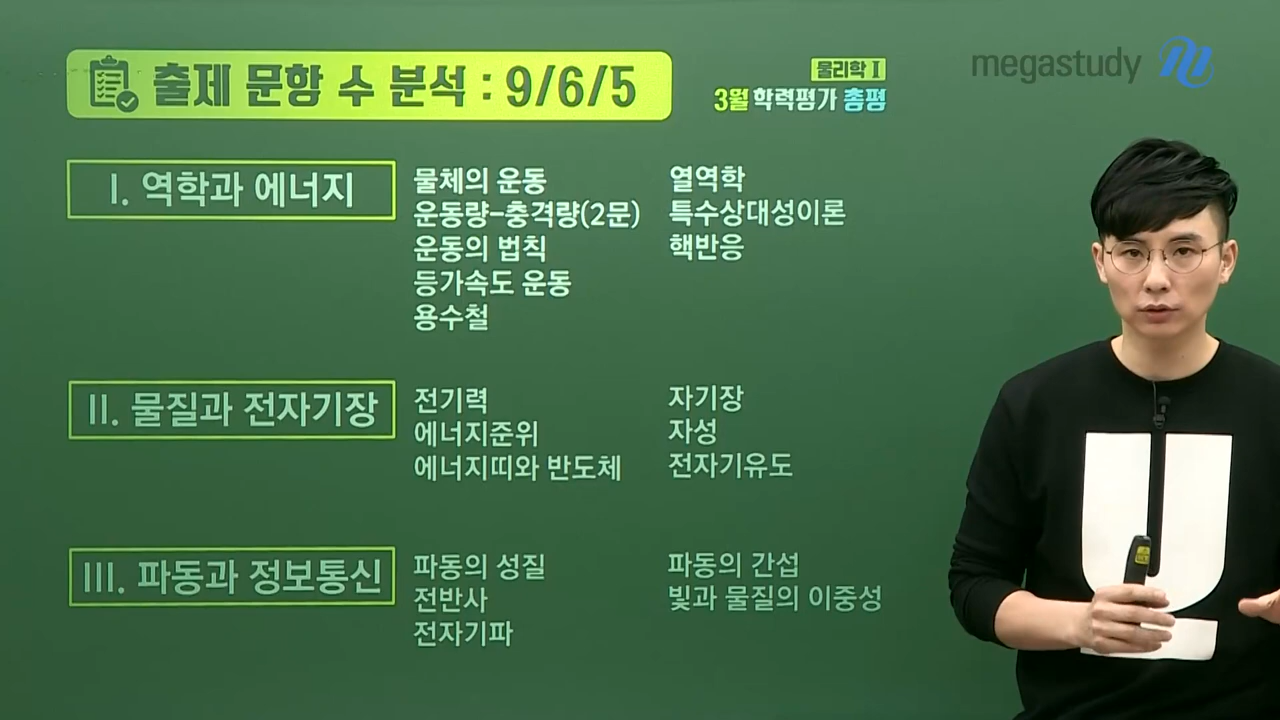 출제 문항 수 분석 : 9/6/5
물리학 I
3월 학력평가 총평
megastudy
I. 역학과 에너지
물체의 운동
운동량-충격량(2문)
운동의 법칙
등가속도 운동
용수철
열역학
특수상대성이론
핵반응
II. 물질과 전자기장
전기력
에너지준위
에너지띠와 반도체
자기장
자성
전자기유도
III. 파동과 정보통신
파동의 성질
전반사
전자기파
파동의 간섭
빛과 물질의 이중성